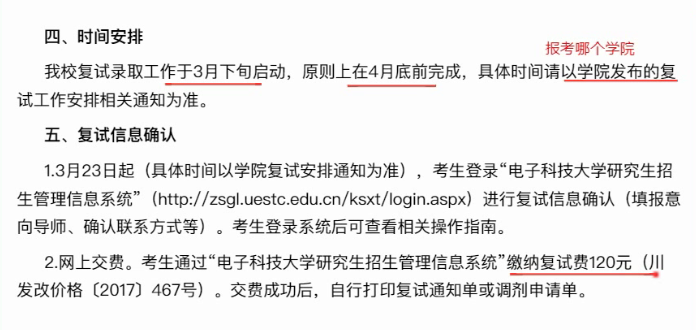 四、时间安排
报考哪个学院
我校复试录取工作于3月下旬启动，原则上在4月底前完成，具体时间请以学院发布的复
试工作安排相关通知为准。
五、复试信息确认
1.3月23日起（具体时间以学院复试安排通知为准），考生登录“电子科技大学研究生招
生管理信息系统”（http://zsgl.uestc.edu.cn/ksxt/login.aspx）进行复试信息确认（填报意
向导师、确认联系方式等）。考生登录系统后可查看相关操作指南。
2.网上交费。考生通过“电子科技大学研究生招生管理信息系统”缴纳复试费120元（川
发改价格〔2017〕467号）。交费成功后，自行打印复试通知单或调剂申请单。